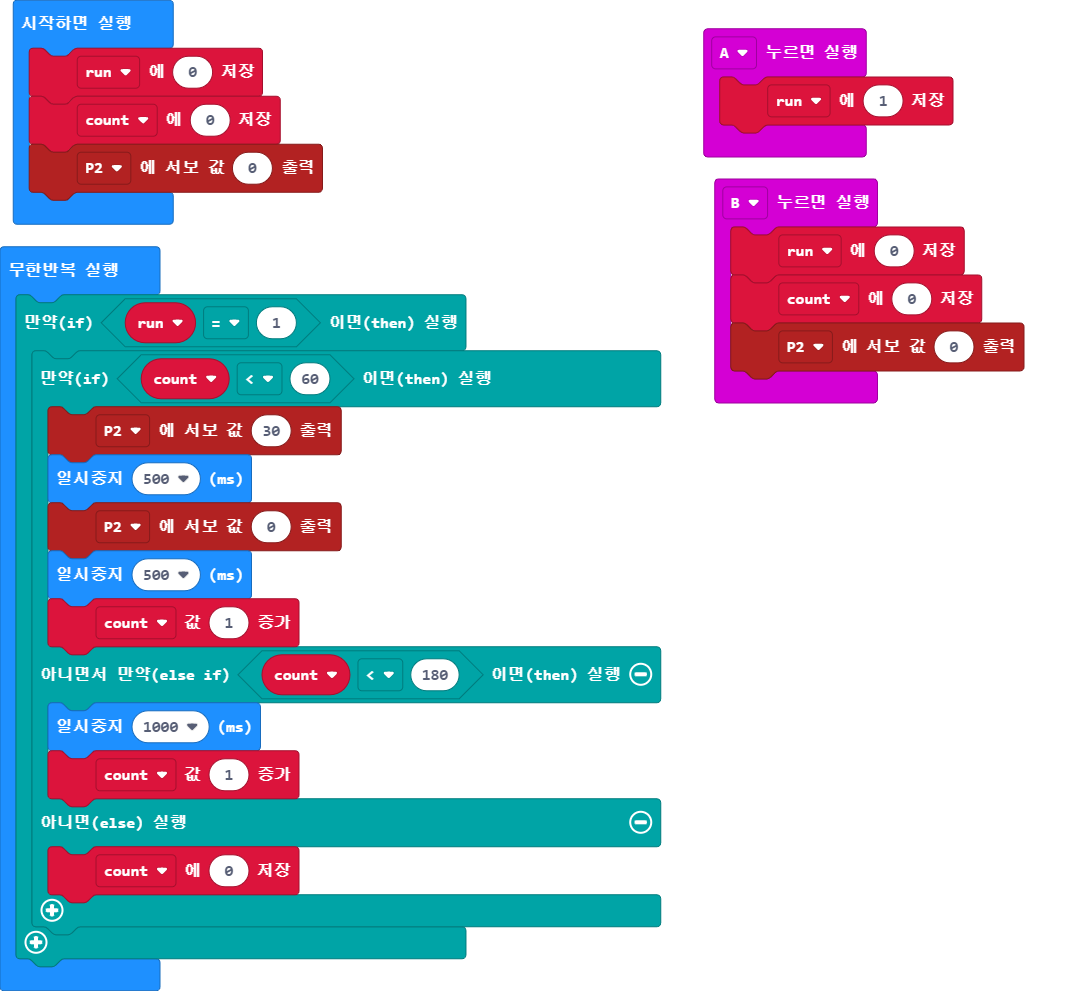 시작하면 실행
run 에 0 저장
count 에 0 저장
P2 에 서보 값 0 출력
무한반복 실행
만약(if) run = 1 이면(then) 실행
만약(if) count < 60 이면(then) 실행
P2 에 서보 값 30 출력
일시중지 500 (ms)
P2 에 서보 값 0 출력
일시중지 500 (ms)
count 값 1 증가
아니면서 만약(else if) count < 180 이면(then) 실행
일시중지 1000 (ms)
count 값 1 증가
아니면(else) 실행
count 에 0 저장
A 누르면 실행
run 에 1 저장
B 누르면 실행
run 에 0 저장
count 에 0 저장
P2 에 서보 값 0 출력